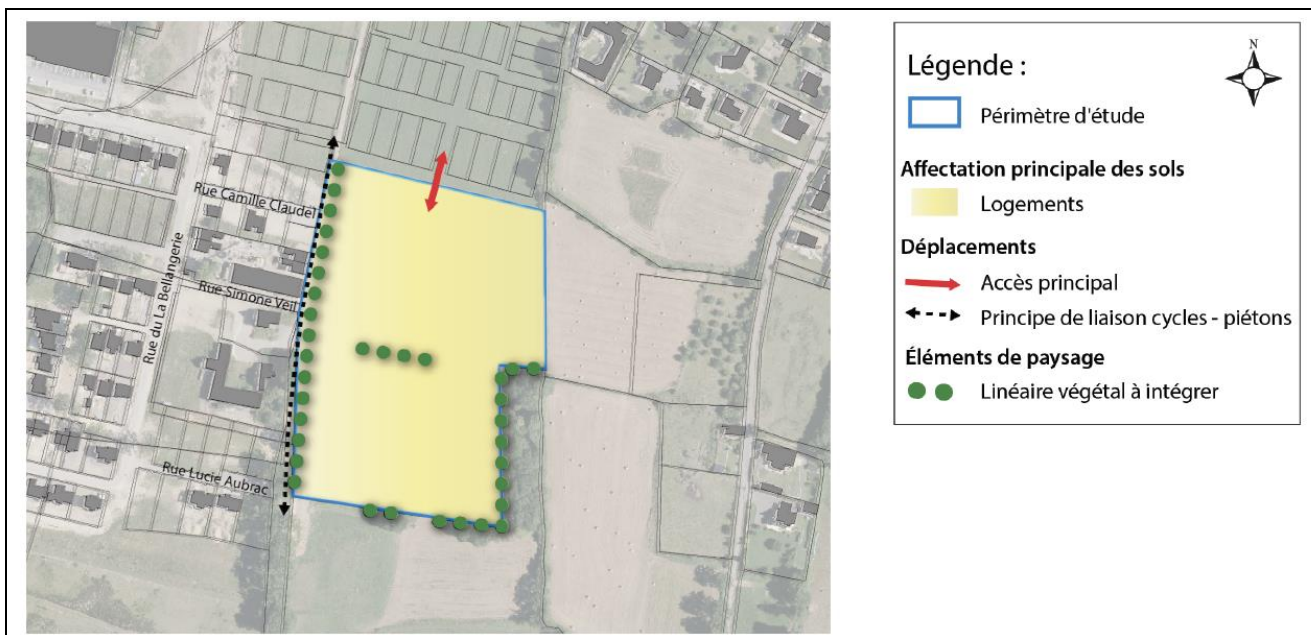 Rue Camille Claudel
Rue Simone Veil
Rue du La Bellangerie
Rue Lucie Aubrac
Légende :
N
Périmètre d'étude
Affectation principale des sols
Logements
Déplacements
Accès principal
Principe de liaison cycles - piétons
Éléments de paysage
Linéaire végétal à intégrer